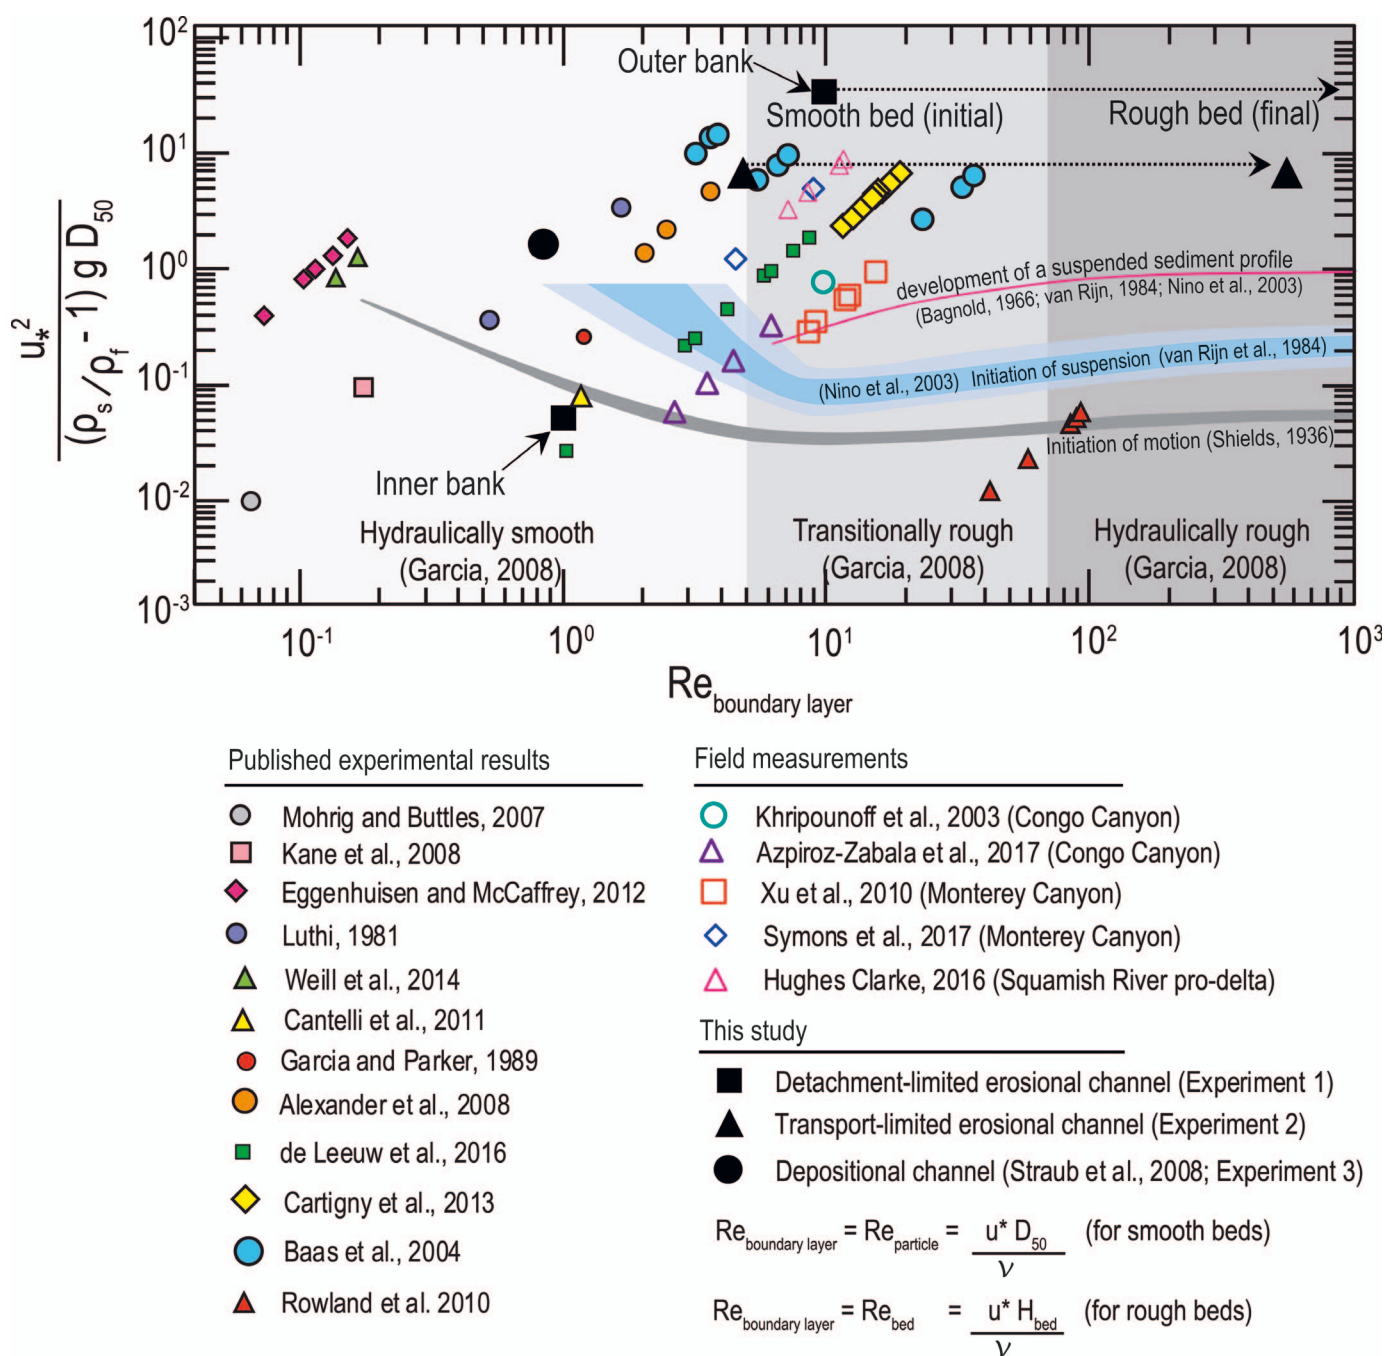 10²
10¹
10⁰
10⁻¹
10⁻²
10⁻³
u*²
(ρs/ρf - 1) g D50
Outer bank
Smooth bed (initial)
Rough bed (final)
development of a suspended sediment profile
(Bagnold, 1966; van Rijn, 1984; Nino et al., 2003)
(Nino et al., 2003) Initiation of suspension (van Rijn et al., 1984)
Initiation of motion (Shields, 1936)
Inner bank
Hydraulically smooth
(Garcia, 2008)
Transitionally rough
(Garcia, 2008)
Hydraulically rough
(Garcia, 2008)
10⁻¹ 10⁰ 10¹ 10² 10³
Re boundary layer
Published experimental results
Mohrig and Buttles, 2007
Kane et al., 2008
Eggenhuisen and McCaffrey, 2012
Luthi, 1981
Weill et al., 2014
Cantelli et al., 2011
Garcia and Parker, 1989
Alexander et al., 2008
de Leeuw et al., 2016
Cartigny et al., 2013
Baas et al., 2004
Rowland et al. 2010
Field measurements
Khripounoff et al., 2003 (Congo Canyon)
Azpiroz-Zabala et al., 2017 (Congo Canyon)
Xu et al., 2010 (Monterey Canyon)
Symons et al., 2017 (Monterey Canyon)
Hughes Clarke, 2016 (Squamish River pro-delta)
This study
Detachment-limited erosional channel (Experiment 1)
Transport-limited erosional channel (Experiment 2)
Depositional channel (Straub et al., 2008; Experiment 3)
Re boundary layer = Re particle = u* D50 (for smooth beds)
ν
Re boundary layer = Re bed = u* H bed (for rough beds)
ν